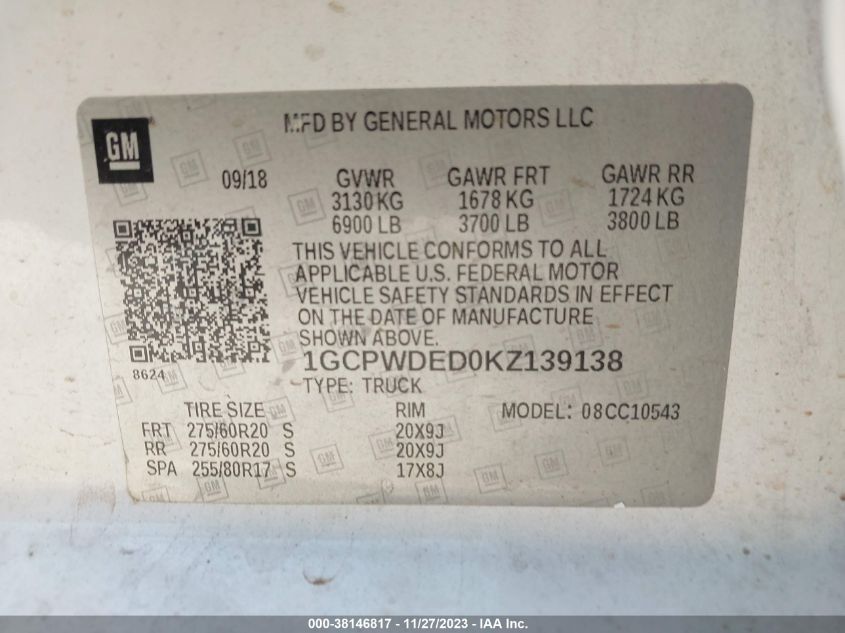 GM
MFD BY GENERAL MOTORS LLC
09/18 GVWR GAWR FRT GAWR RR
3130 KG 1678 KG 1724 KG
6900 LB 3700 LB 3800 LB
THIS VEHICLE CONFORMS TO ALL
APPLICABLE U.S. FEDERAL MOTOR
VEHICLE SAFETY STANDARDS IN EFFECT
ON THE DATE OF MANUFACTURE
SHOWN ABOVE.
8624 1GCPWDED0KZ139138
TYPE: TRUCK
TIRE SIZE RIM MODEL: 08CC10543
FRT 275/60R20 S 20X9J
RR 275/60R20 S 20X9J
SPA 255/80R17 S 17X8J
000-38146817 - 11/27/2023 - IAA, Inc.